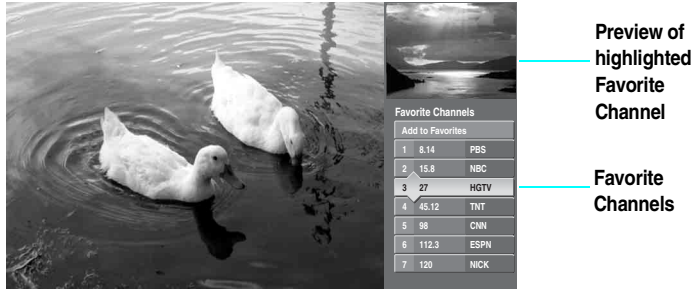 Preview of
highlighted
Favorite
Channel
Favorite Channels
Add to Favorites
1 8.14 PBS
2 15.8 NBC
3 27 HGTV
4 45.12 TNT
5 98 CNN
6 112.3 ESPN
7 120 NICK
Favorite
Channels